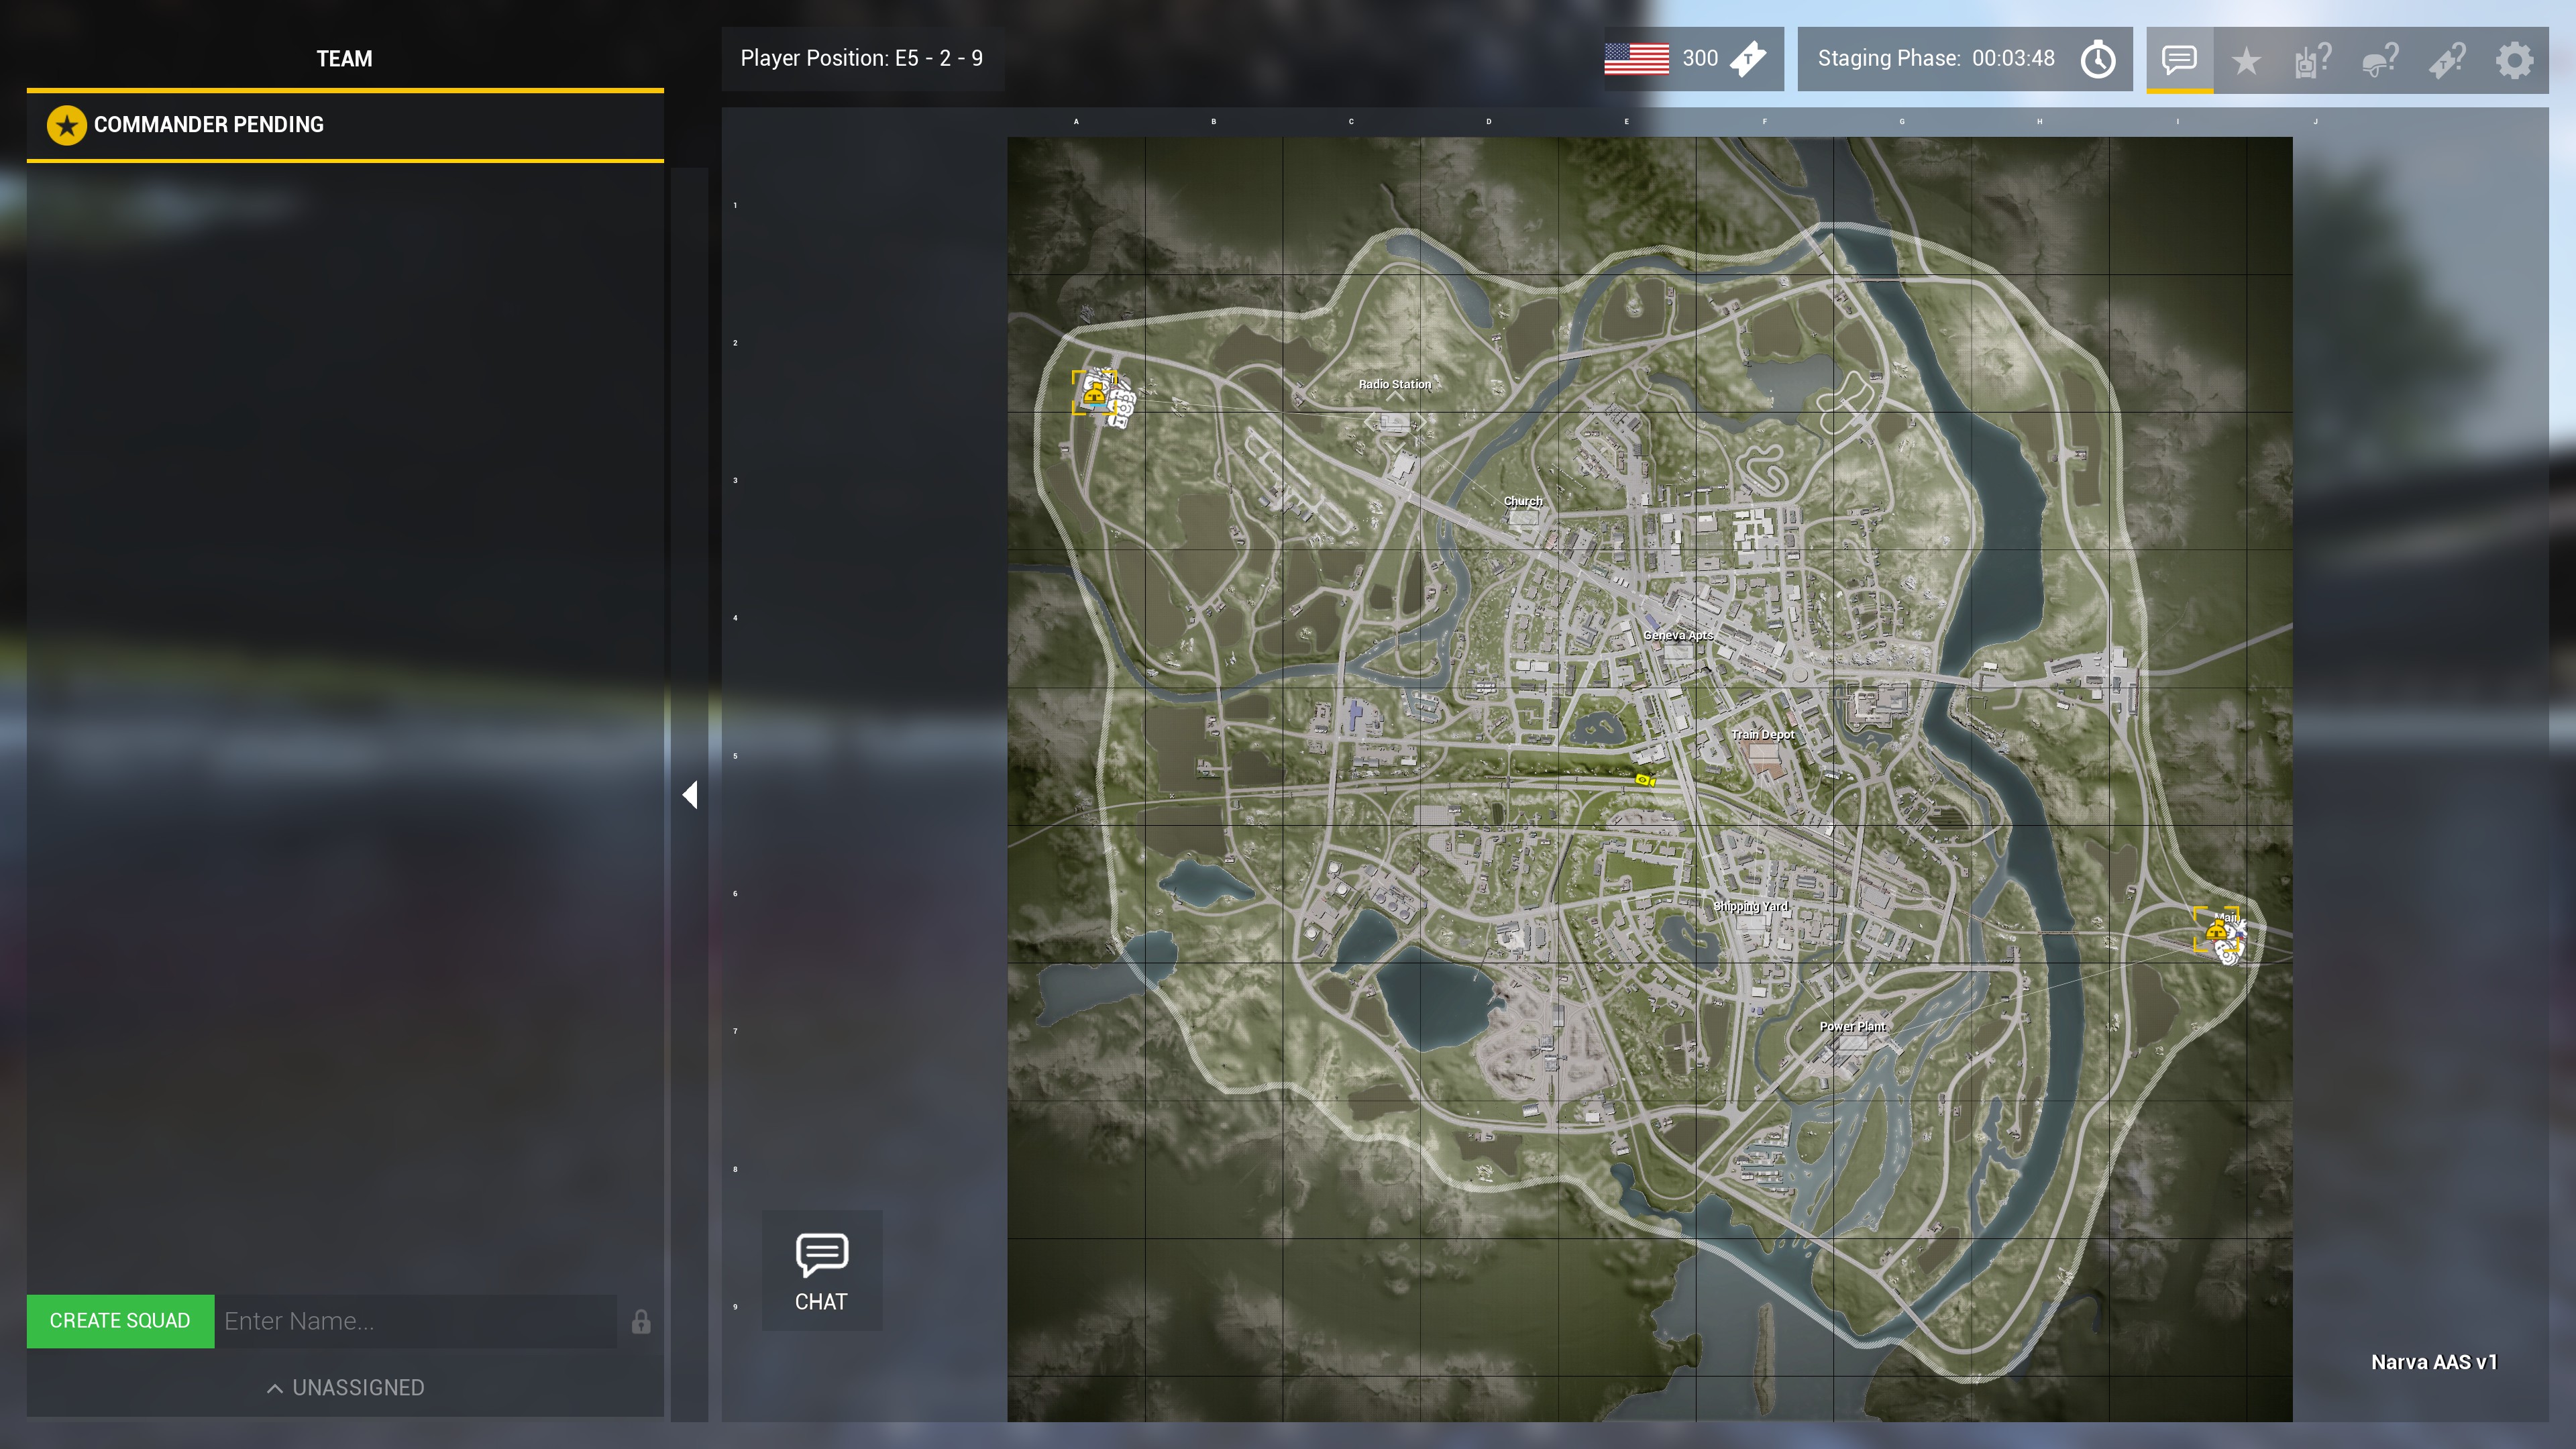 TEAM
Player Position: E5 - 2 - 9
300
T
Staging Phase: 00:03:48
?
?
T?
COMMANDER PENDING
A B C D E F G H I J
1
2
3
4
5
6
7
8
9
Radio Station
Church
Geneva Apts
Train Depot
Shipping Yard
Main
Power Plant
CHAT
CREATE SQUAD
Enter Name...
UNASSIGNED
Narva AAS v1